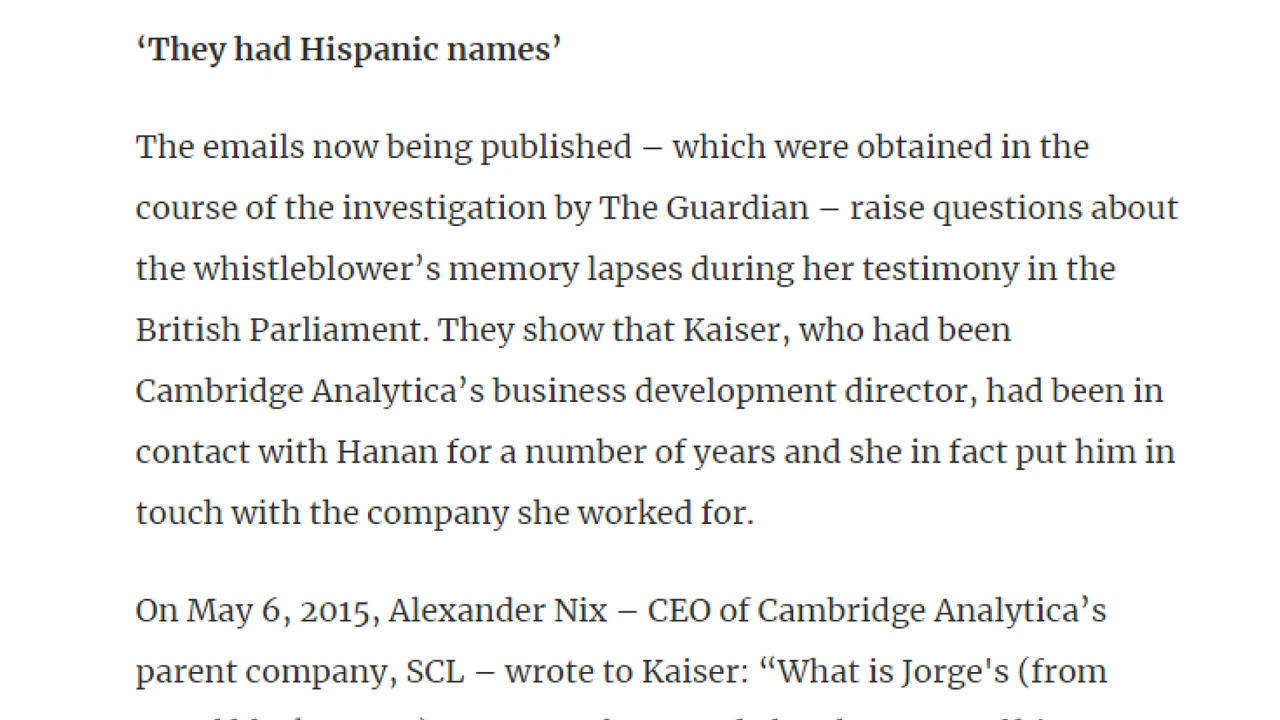 ‘They had Hispanic names’
The emails now being published – which were obtained in the
course of the investigation by The Guardian – raise questions about
the whistleblower’s memory lapses during her testimony in the
British Parliament. They show that Kaiser, who had been
Cambridge Analytica’s business development director, had been in
contact with Hanan for a number of years and she in fact put him in
touch with the company she worked for.
On May 6, 2015, Alexander Nix – CEO of Cambridge Analytica’s
parent company, SCL – wrote to Kaiser: “What is Jorge's (from